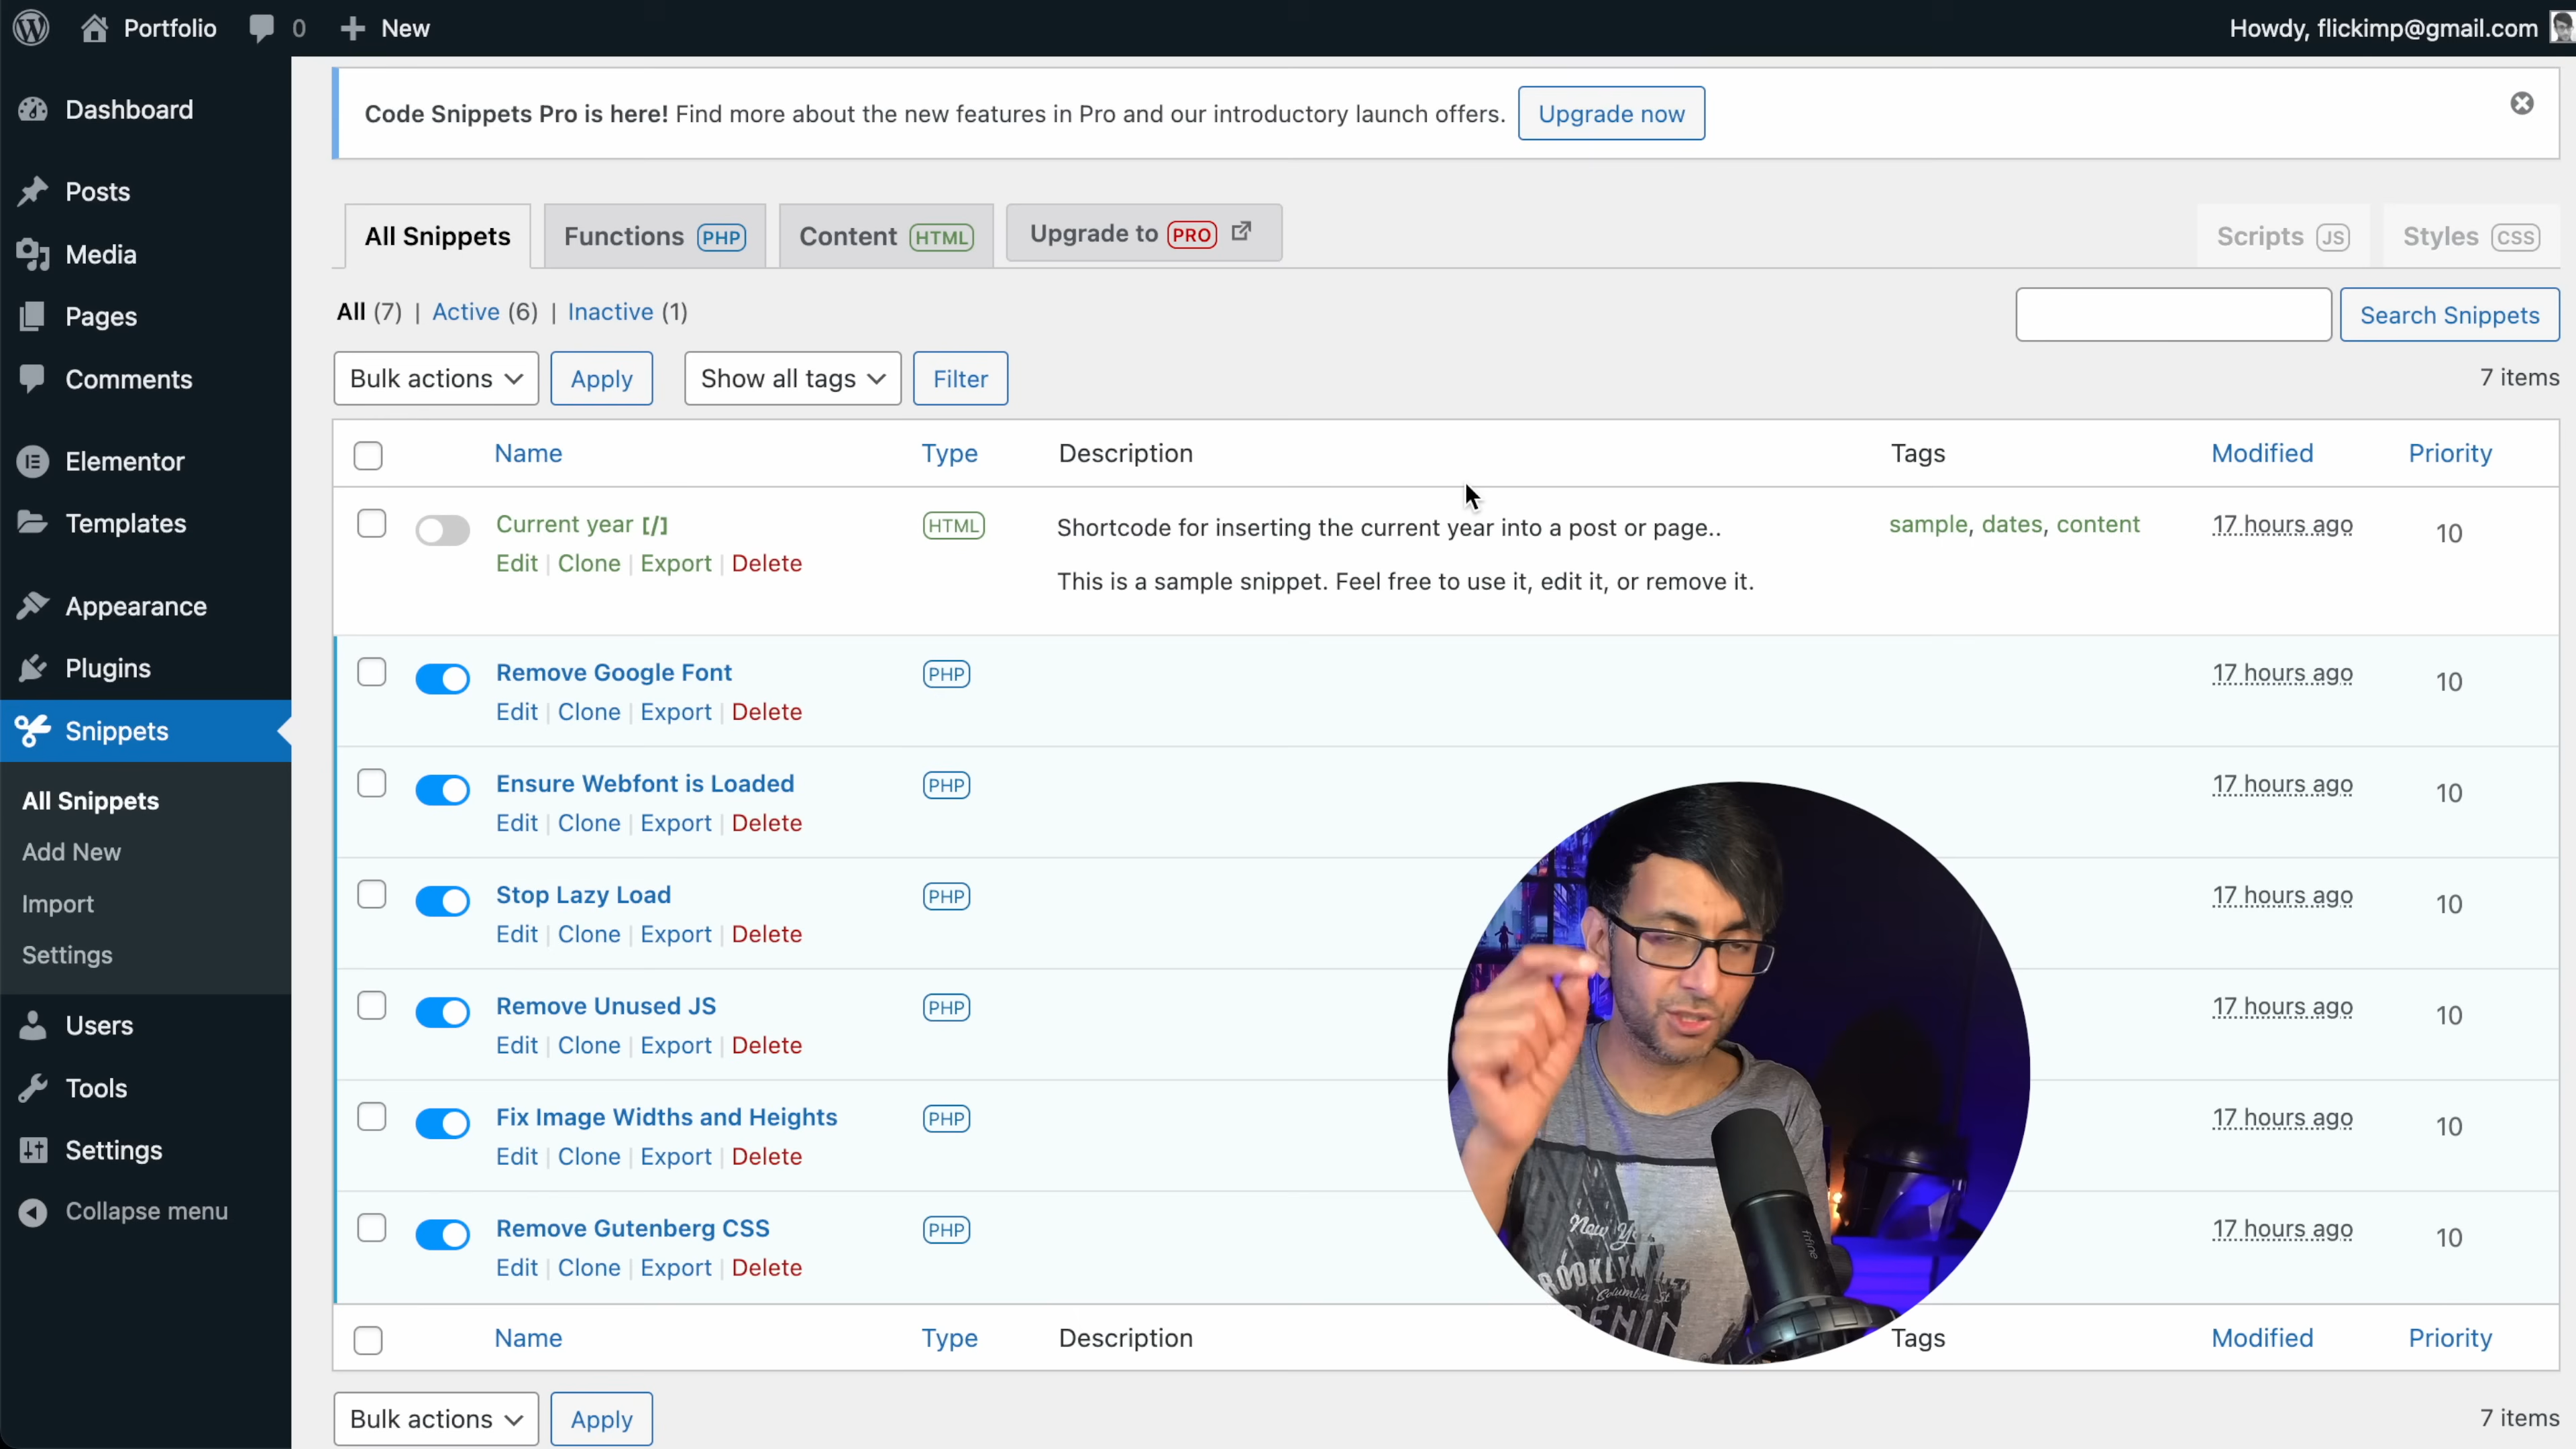 Portfolio 0 New Howdy, flickimp@gmail.com
Dashboard
Posts
Media
Pages
Comments
Elementor
Templates
Appearance
Plugins
Snippets
All Snippets
Add New
Import
Settings
Users
Tools
Settings
Collapse menu
Code Snippets Pro is here! Find more about the new features in Pro and our introductory launch offers. Upgrade now
All Snippets Functions PHP Content HTML Upgrade to PRO Scripts JS Styles CSS
All (7) | Active (6) | Inactive (1) Search Snippets
Bulk actions Apply Show all tags Filter 7 items
Name Type Description Tags Modified Priority
Current year [/] HTML Shortcode for inserting the current year into a post or page.. sample, dates, content 17 hours ago 10
Edit | Clone | Export | Delete This is a sample snippet. Feel free to use it, edit it, or remove it.
Remove Google Font PHP 17 hours ago 10
Edit | Clone | Export | Delete
Ensure Webfont is Loaded PHP 17 hours ago 10
Edit | Clone | Export | Delete
Stop Lazy Load PHP 17 hours ago 10
Edit | Clone | Export | Delete
Remove Unused JS PHP 17 hours ago 10
Edit | Clone | Export | Delete
Fix Image Widths and Heights PHP 17 hours ago 10
Edit | Clone | Export | Delete
Remove Gutenberg CSS PHP 17 hours ago 10
Edit | Clone | Export | Delete
fifine
Columbia St
Name Type Description Tags Modified Priority
Bulk actions Apply 7 items